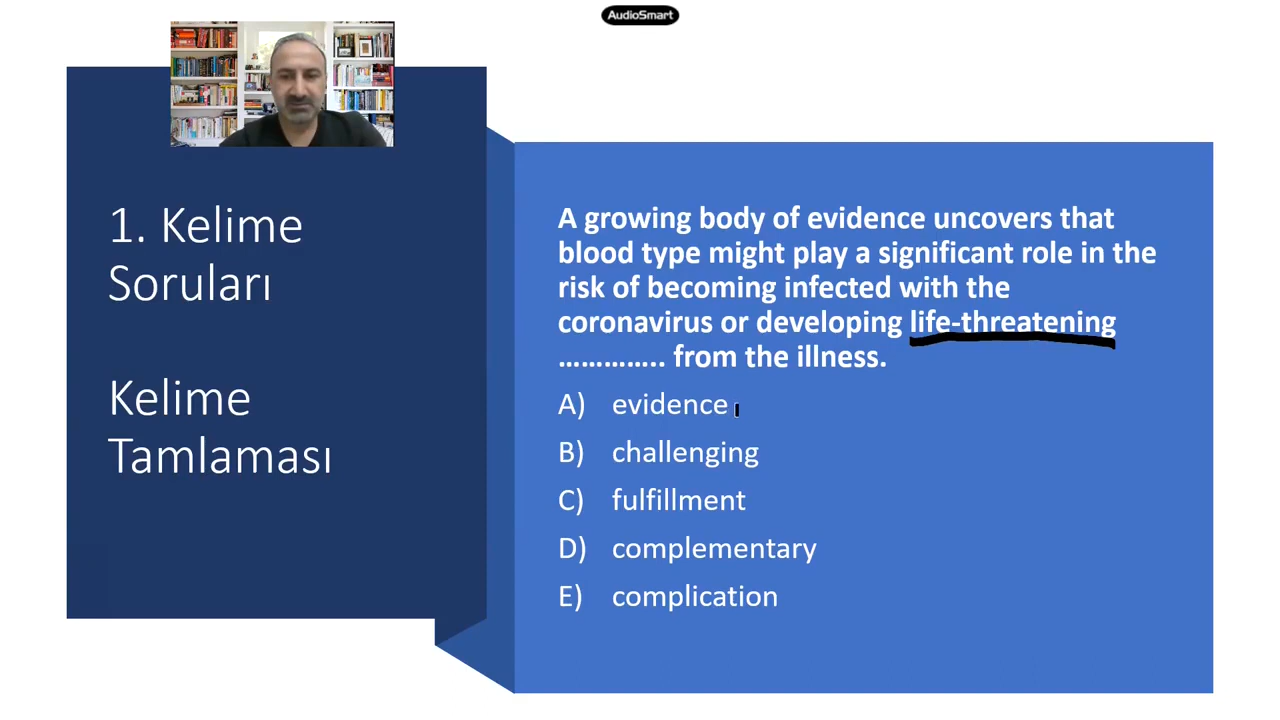 AudioSmart
1. Kelime
Soruları
Kelime
Tamlaması
A growing body of evidence uncovers that
blood type might play a significant role in the
risk of becoming infected with the
coronavirus or developing life-threatening
………….. from the illness.
A) evidence
B) challenging
C) fulfillment
D) complementary
E) complication